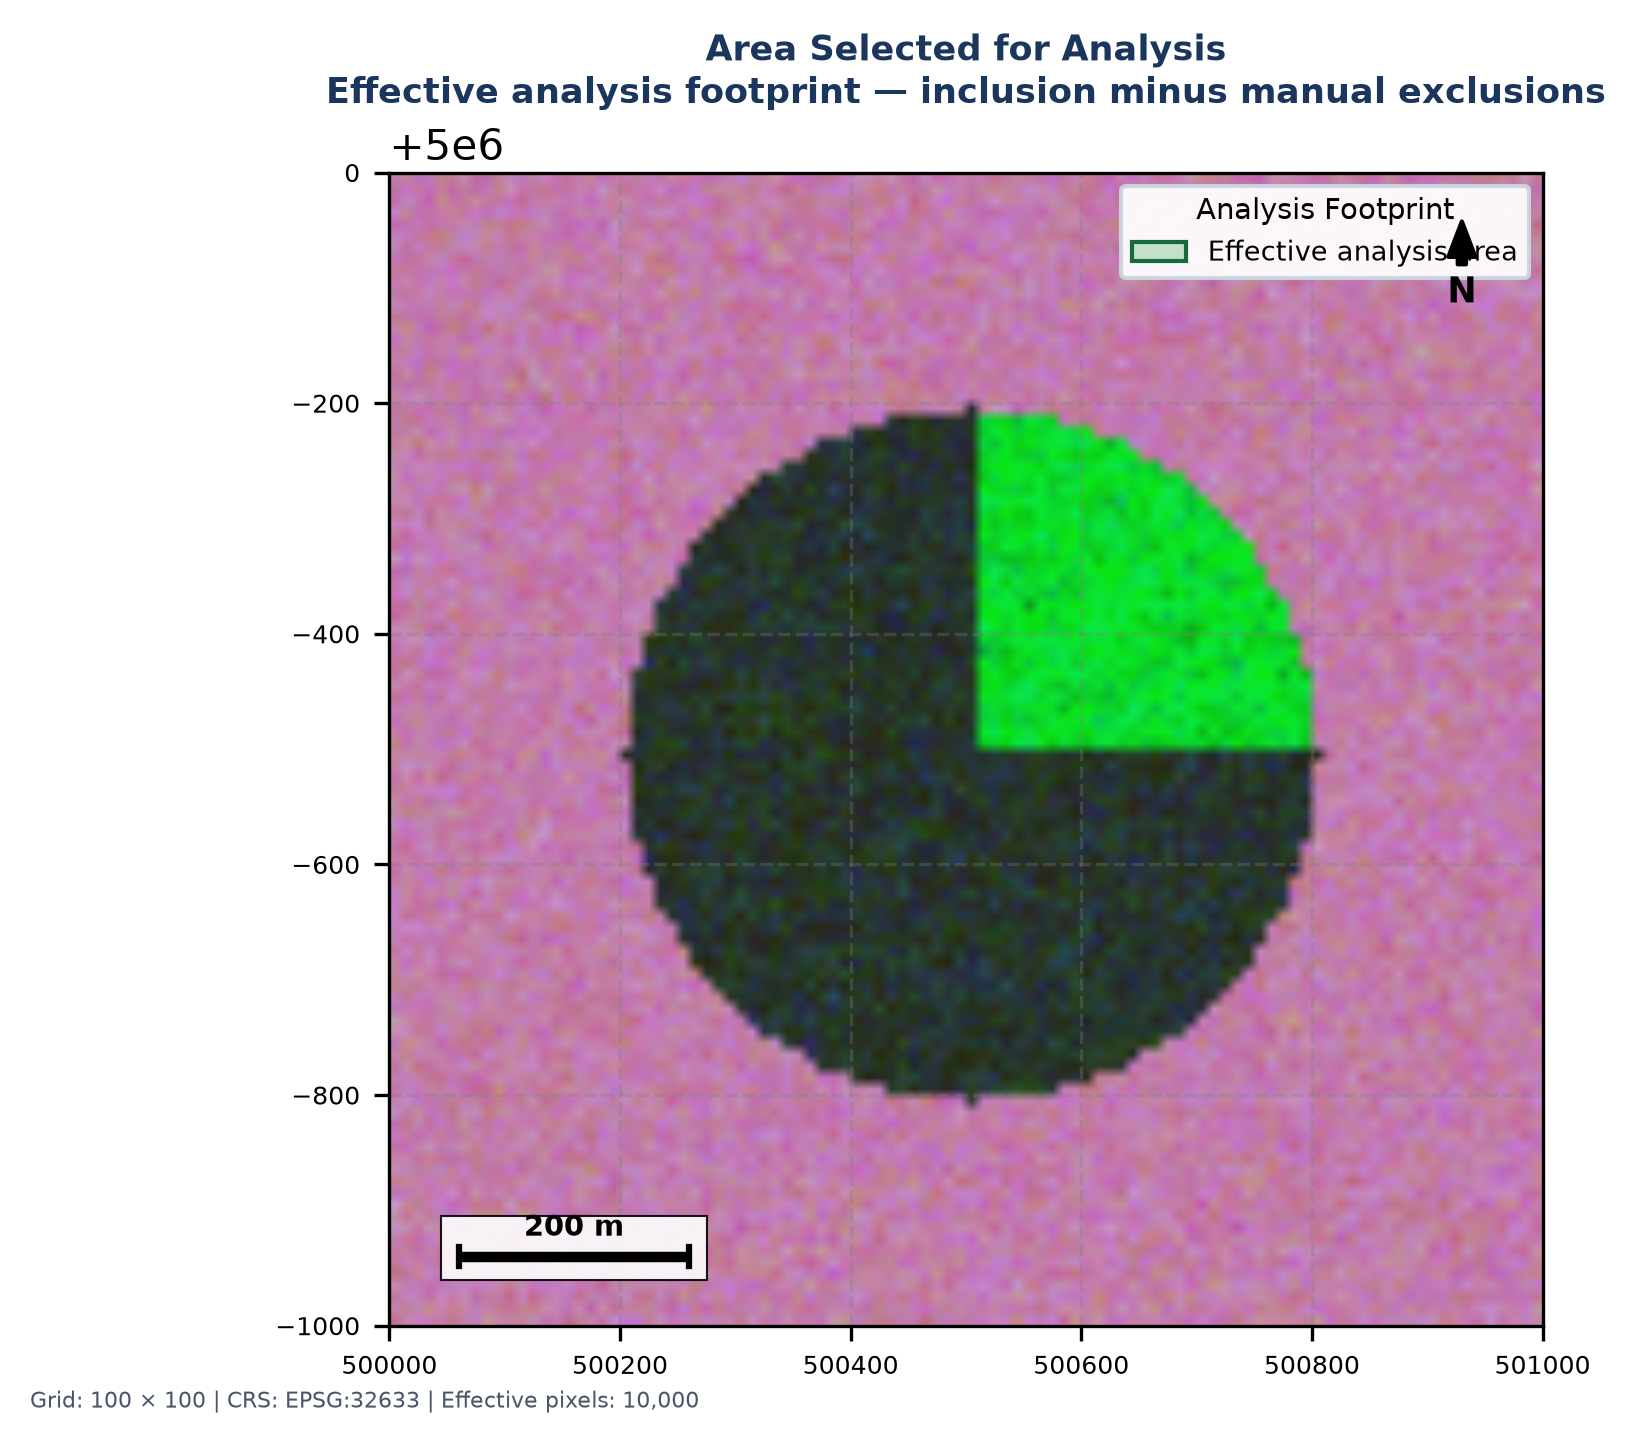 Area Selected for Analysis
Effective analysis footprint — inclusion minus manual exclusions
+5e6
0
−200
−400
−600
−800
−1000
Analysis Footprint
Effective analysis area
N
200 m
500000 500200 500400 500600 500800 501000
Grid: 100 × 100 | CRS: EPSG:32633 | Effective pixels: 10,000